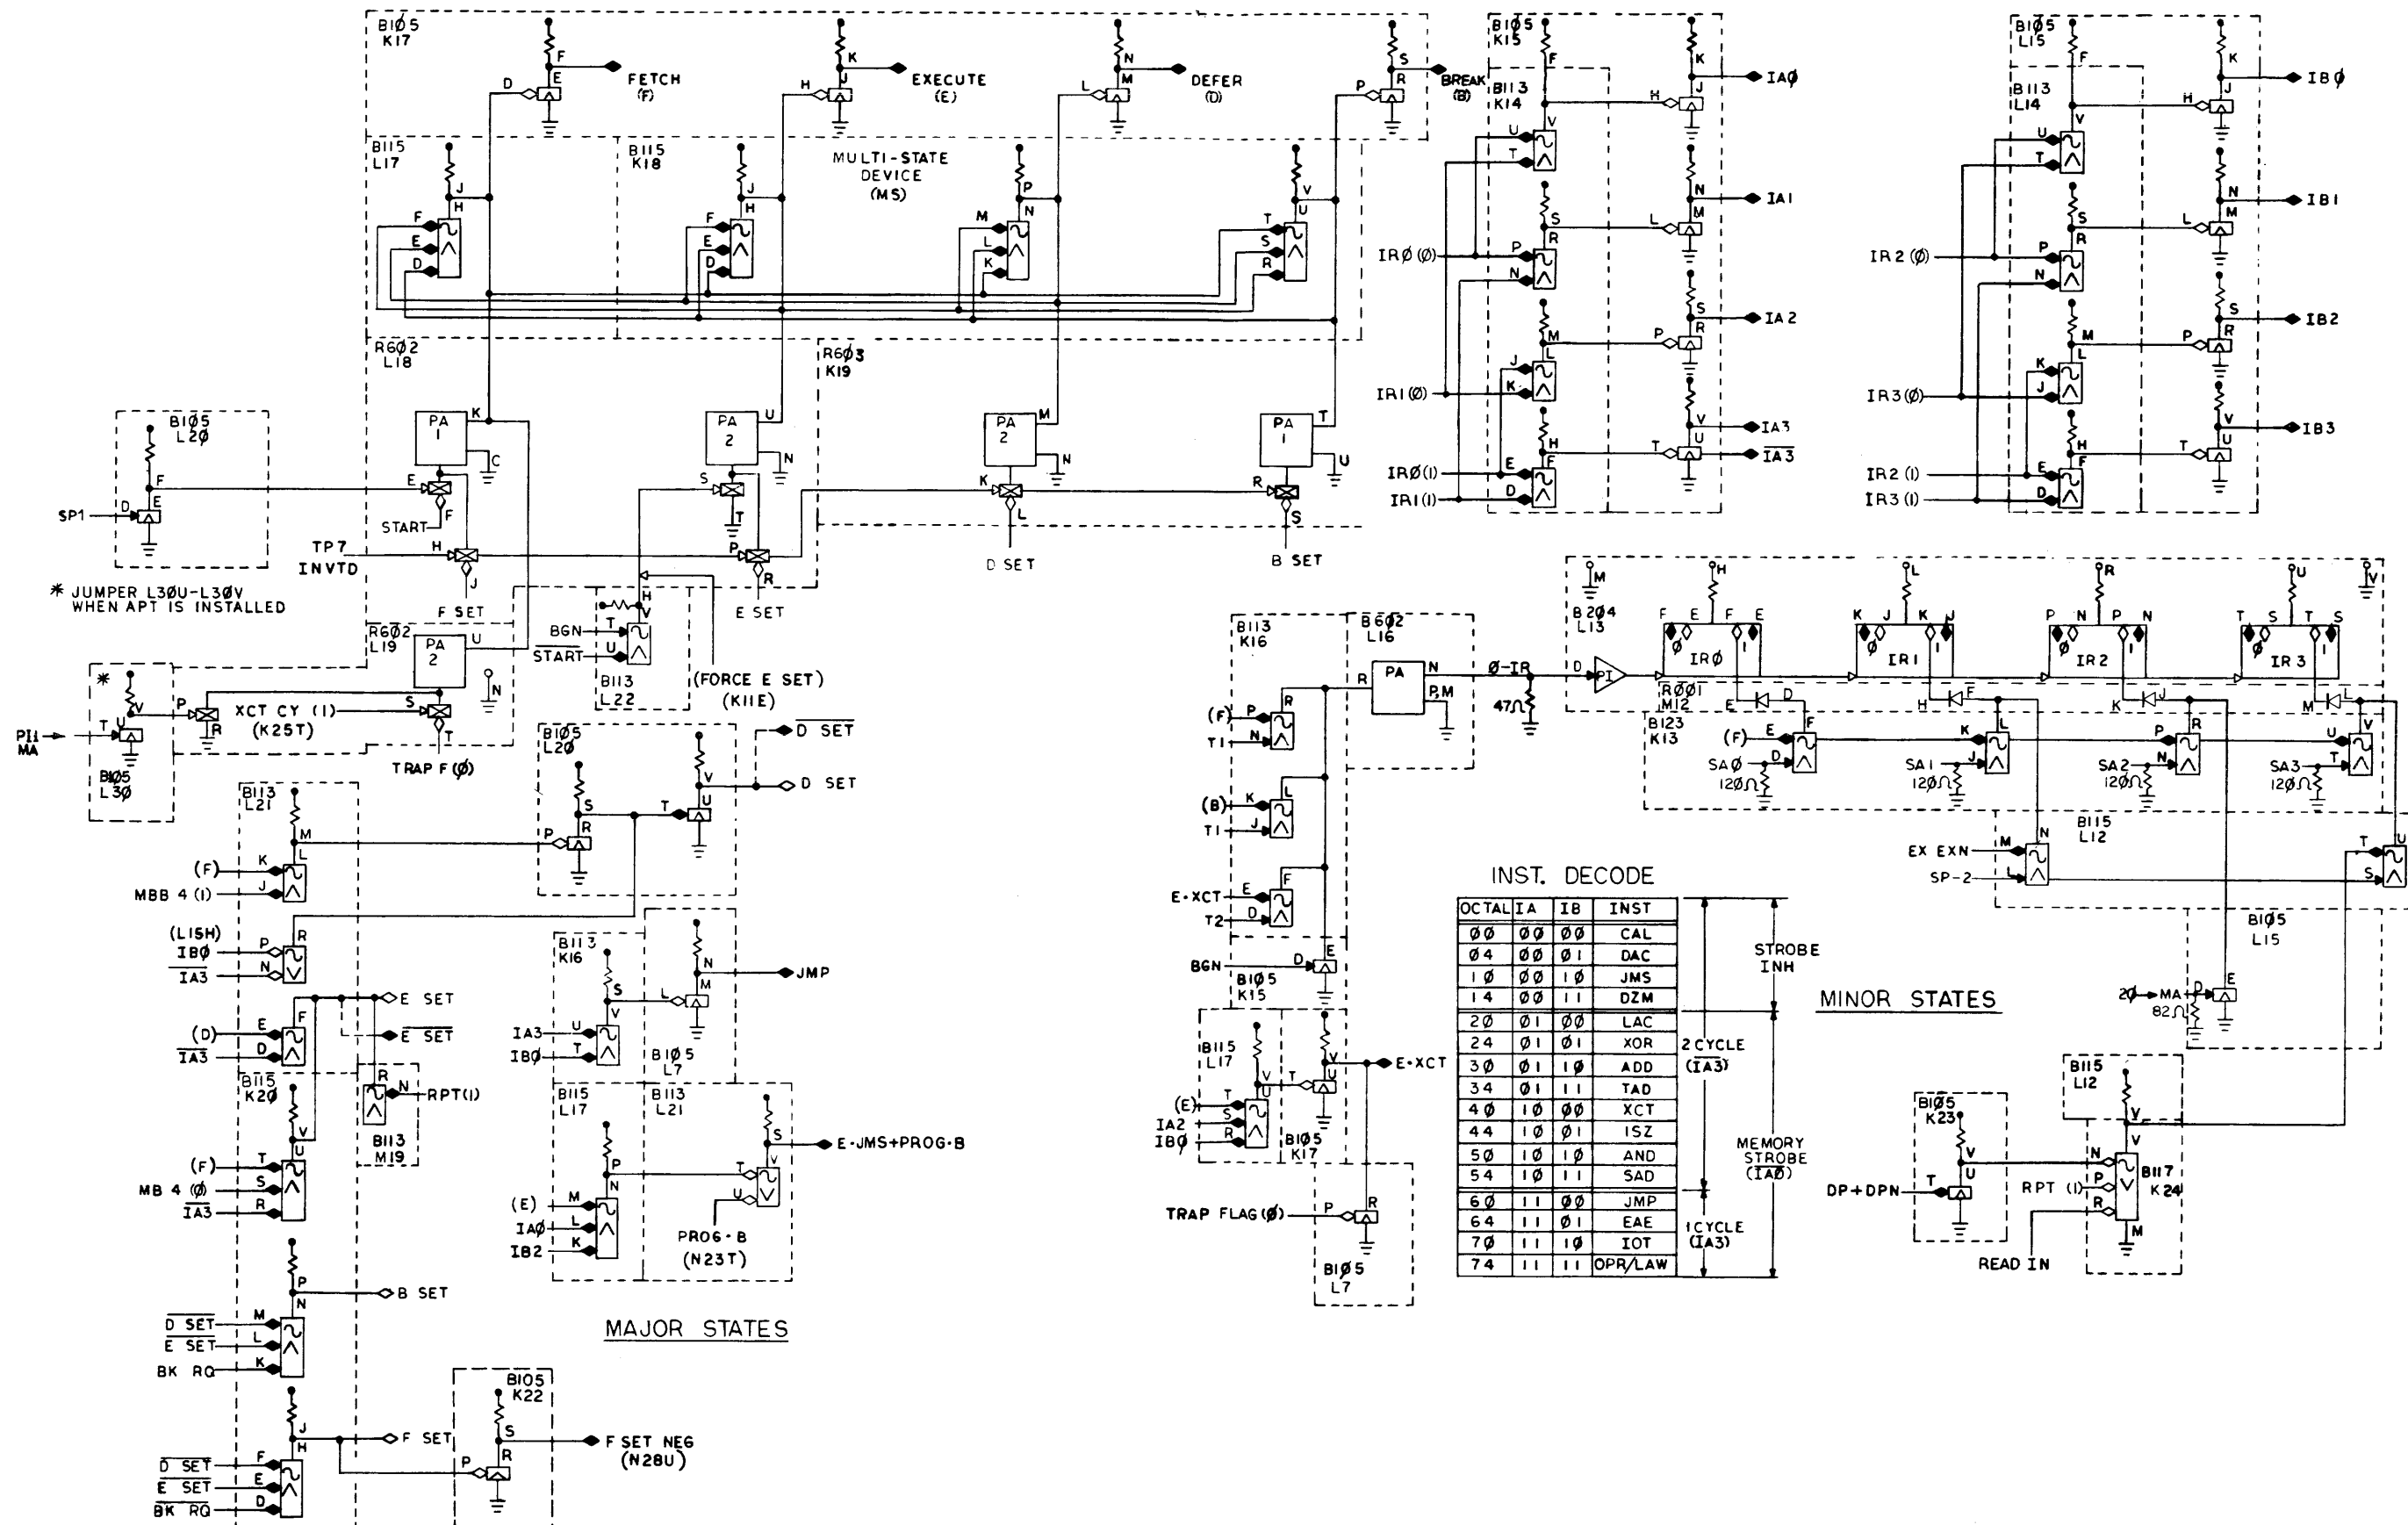 B1Ø5
K17
D
E
F
FETCH
(F)
H
J
K
EXECUTE
(E)
L
M
N
DEFER
(D)
P
R
S
BREAK
(B)
B115
L17
B115
K18
MULTI-STATE
DEVICE
(MS)
J
H
F
E
D
J
H
F
E
D
P
N
M
L
K
V
U
T
S
R
R6Ø2
L18
R6Ø3
K19
B1Ø5
L2Ø
F
D
E
SP1
PA
1
K
C
E
F
START
PA
2
U
N
S
T
PA
2
M
N
K
L
D SET
PA
1
T
U
R
S
B SET
TP7
INVTD
H
J
F SET
P
R
E SET
* JUMPER L3ØU-L3ØV
WHEN APT IS INSTALLED
R6Ø2
L19
PA
2
U
N
S
T
XCT CY (1)
(K25T)
TRAP F (Ø)
P
R
*
V
U
T
PI1
MA
B1Ø5
L3Ø
H
V
BGN
T
START
U
B113
L22
(FORCE E SET)
(K11E)
B1Ø5
L2Ø
S
R
P
T
V
U
D SET
D SET
B113
L21
M
L
(F)
K
MBB 4 (1)
J
(L15H)
IBØ
P
IA3
N
R
E SET
E SET
(D)
E
IA3
D
F
B115
K2Ø
V
U
R
N
RPT(1)
B113
M19
(F)
T
MB 4 (Ø)
S
IA3
R
P
N
B SET
D SET
M
E SET
L
BK RQ
K
J
H
F SET
D SET
F
E SET
E
BK RQ
D
B1Ø5
K22
S
P
R
F SET NEG
(N28U)
B113
K16
S
V
IA3
U
IBØ
T
N
L
M
JMP
B1Ø5
L7
B115
L17
B113
L21
P
N
(E)
M
IAØ
L
IB2
K
S
T
V
U
E·JMS+PROG·B
PROG·B
(N23T)
MAJOR STATES
B1Ø5
K15
B113
K14
F
K
H
J
IAØ
V
U
T
S
N
L
M
IA1
IRØ(Ø)
P
R
N
M
S
P
R
IA2
IR1(Ø)
J
K
L
H
V
IA3
T
U
IA3
IRØ(1)
E
F
IR1(1)
D
B1Ø5
L15
B113
L14
F
K
H
J
IBØ
V
U
T
S
N
L
M
IB1
IR2(Ø)
P
R
N
M
S
P
R
IB2
IR3(Ø)
K
J
L
H
V
IB3
T
U
IR2 (1)
E
F
IR3(1)
D
B113
K16
B6Ø2
L16
R
PA
N
P,M
Ø-IR
47Ω
(F)
P
T1
N
R
(B)
K
T1
J
L
E·XCT
E
T2
D
F
BGN
D
E
B1Ø5
K15
B115
L17
V
U
(E)
T
IA2
S
IBØ
R
T
V
U
E·XCT
B1Ø5
K17
TRAP FLAG(Ø)
P
R
B1Ø5
L7
B2Ø4
L13
M
H
L
R
U
V
F E F E
Ø
IRØ
1
K J K J
Ø
IR1
1
P N P N
Ø
IR2
1
T S T S
Ø
IR3
1
D
PI
RØØ1
M12
E
D
H
F
K
J
M
L
B123
K13
(F)
E
F
SAØ
D
12ØΩ
K
L
SA1
J
12ØΩ
P
R
SA2
N
12ØΩ
U
V
SA3
T
12ØΩ
B115
L12
EX EXN
M
N
SP-2
L
T
U
S
B1Ø5
L15
2Ø
MA
D
E
82Ω
MINOR STATES
B115
L12
V
V
B1Ø5
K23
V
U
DP+DPN
T
N
RPT (1)
P
R
B117
K24
M
READ IN
INST. DECODE
OCTAL IA IB INST
ØØ ØØ ØØ CAL
Ø4 ØØ Ø1 DAC
1Ø ØØ 1Ø JMS
14 ØØ 11 DZM
2Ø Ø1 ØØ LAC
24 Ø1 Ø1 XOR
3Ø Ø1 1Ø ADD
34 Ø1 11 TAD
4Ø 1Ø ØØ XCT
44 1Ø Ø1 ISZ
5Ø 1Ø 1Ø AND
54 1Ø 11 SAD
6Ø 11 ØØ JMP
64 11 Ø1 EAE
7Ø 11 1Ø IOT
74 11 11 OPR/LAW
STROBE
INH
2 CYCLE
(IA3)
MEMORY
STROBE
(IAØ)
1 CYCLE
(IA3)